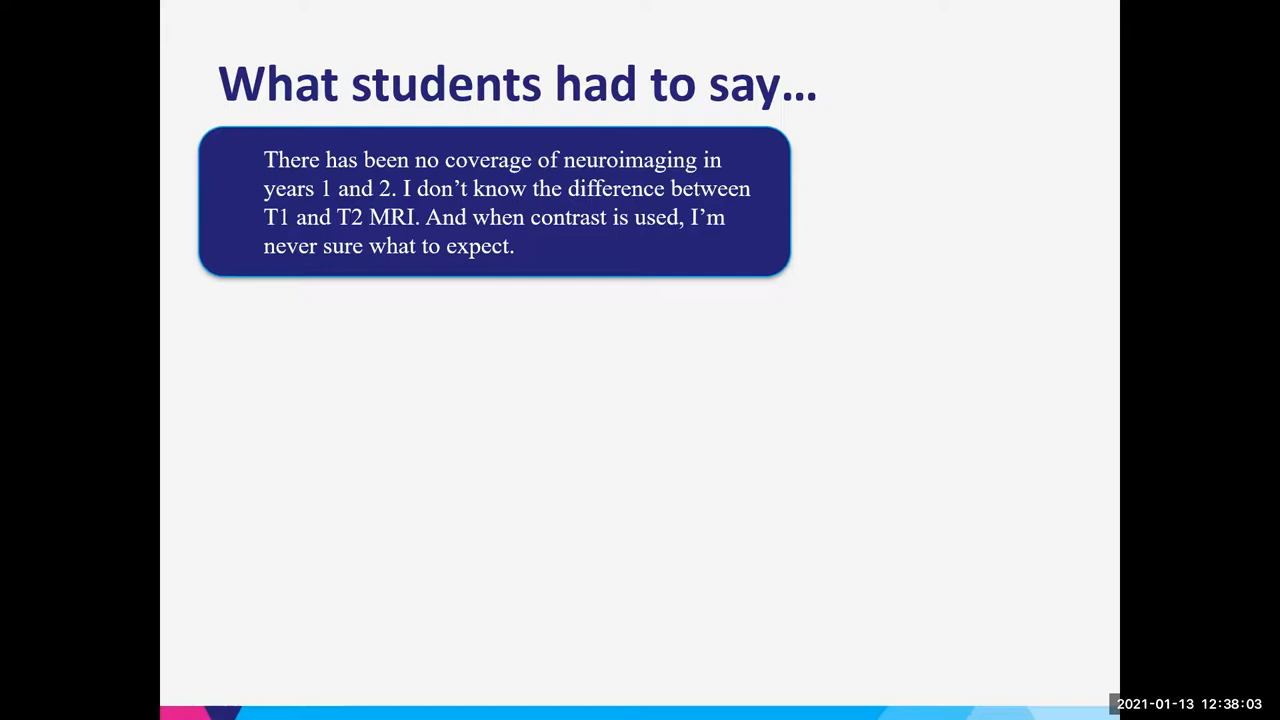 What students had to say...
There has been no coverage of neuroimaging in
years 1 and 2. I don’t know the difference between
T1 and T2 MRI. And when contrast is used, I’m
never sure what to expect.
2021-01-13 12:38:03